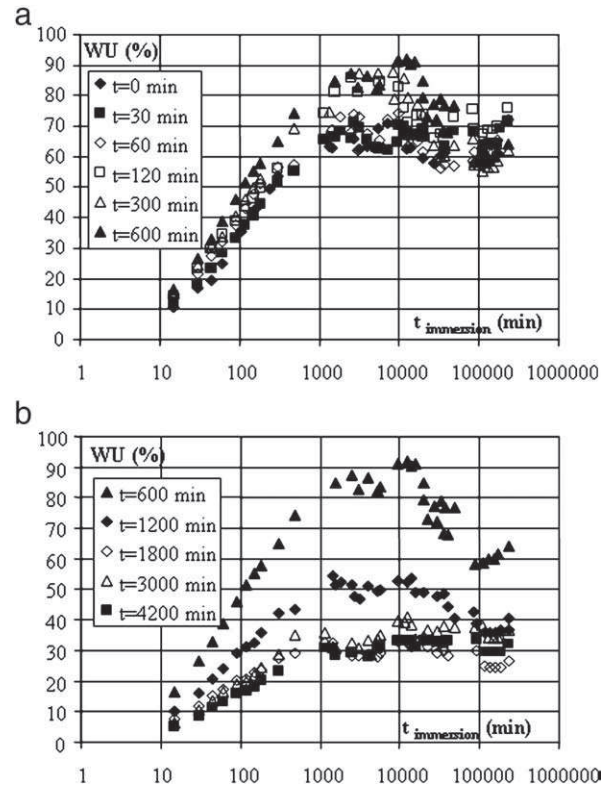 a
WU (%)
100
90
80
70
60
50
40
30
20
10
0
t=0 min
t=30 min
t=60 min
t=120 min
t=300 min
t=600 min
t immersion (min)
1 10 100 1000 10000 100000 1000000
b
WU (%)
100
90
80
70
60
50
40
30
20
10
0
t=600 min
t=1200 min
t=1800 min
t=3000 min
t=4200 min
t immersion (min)
1 10 100 1000 10000 100000 1000000